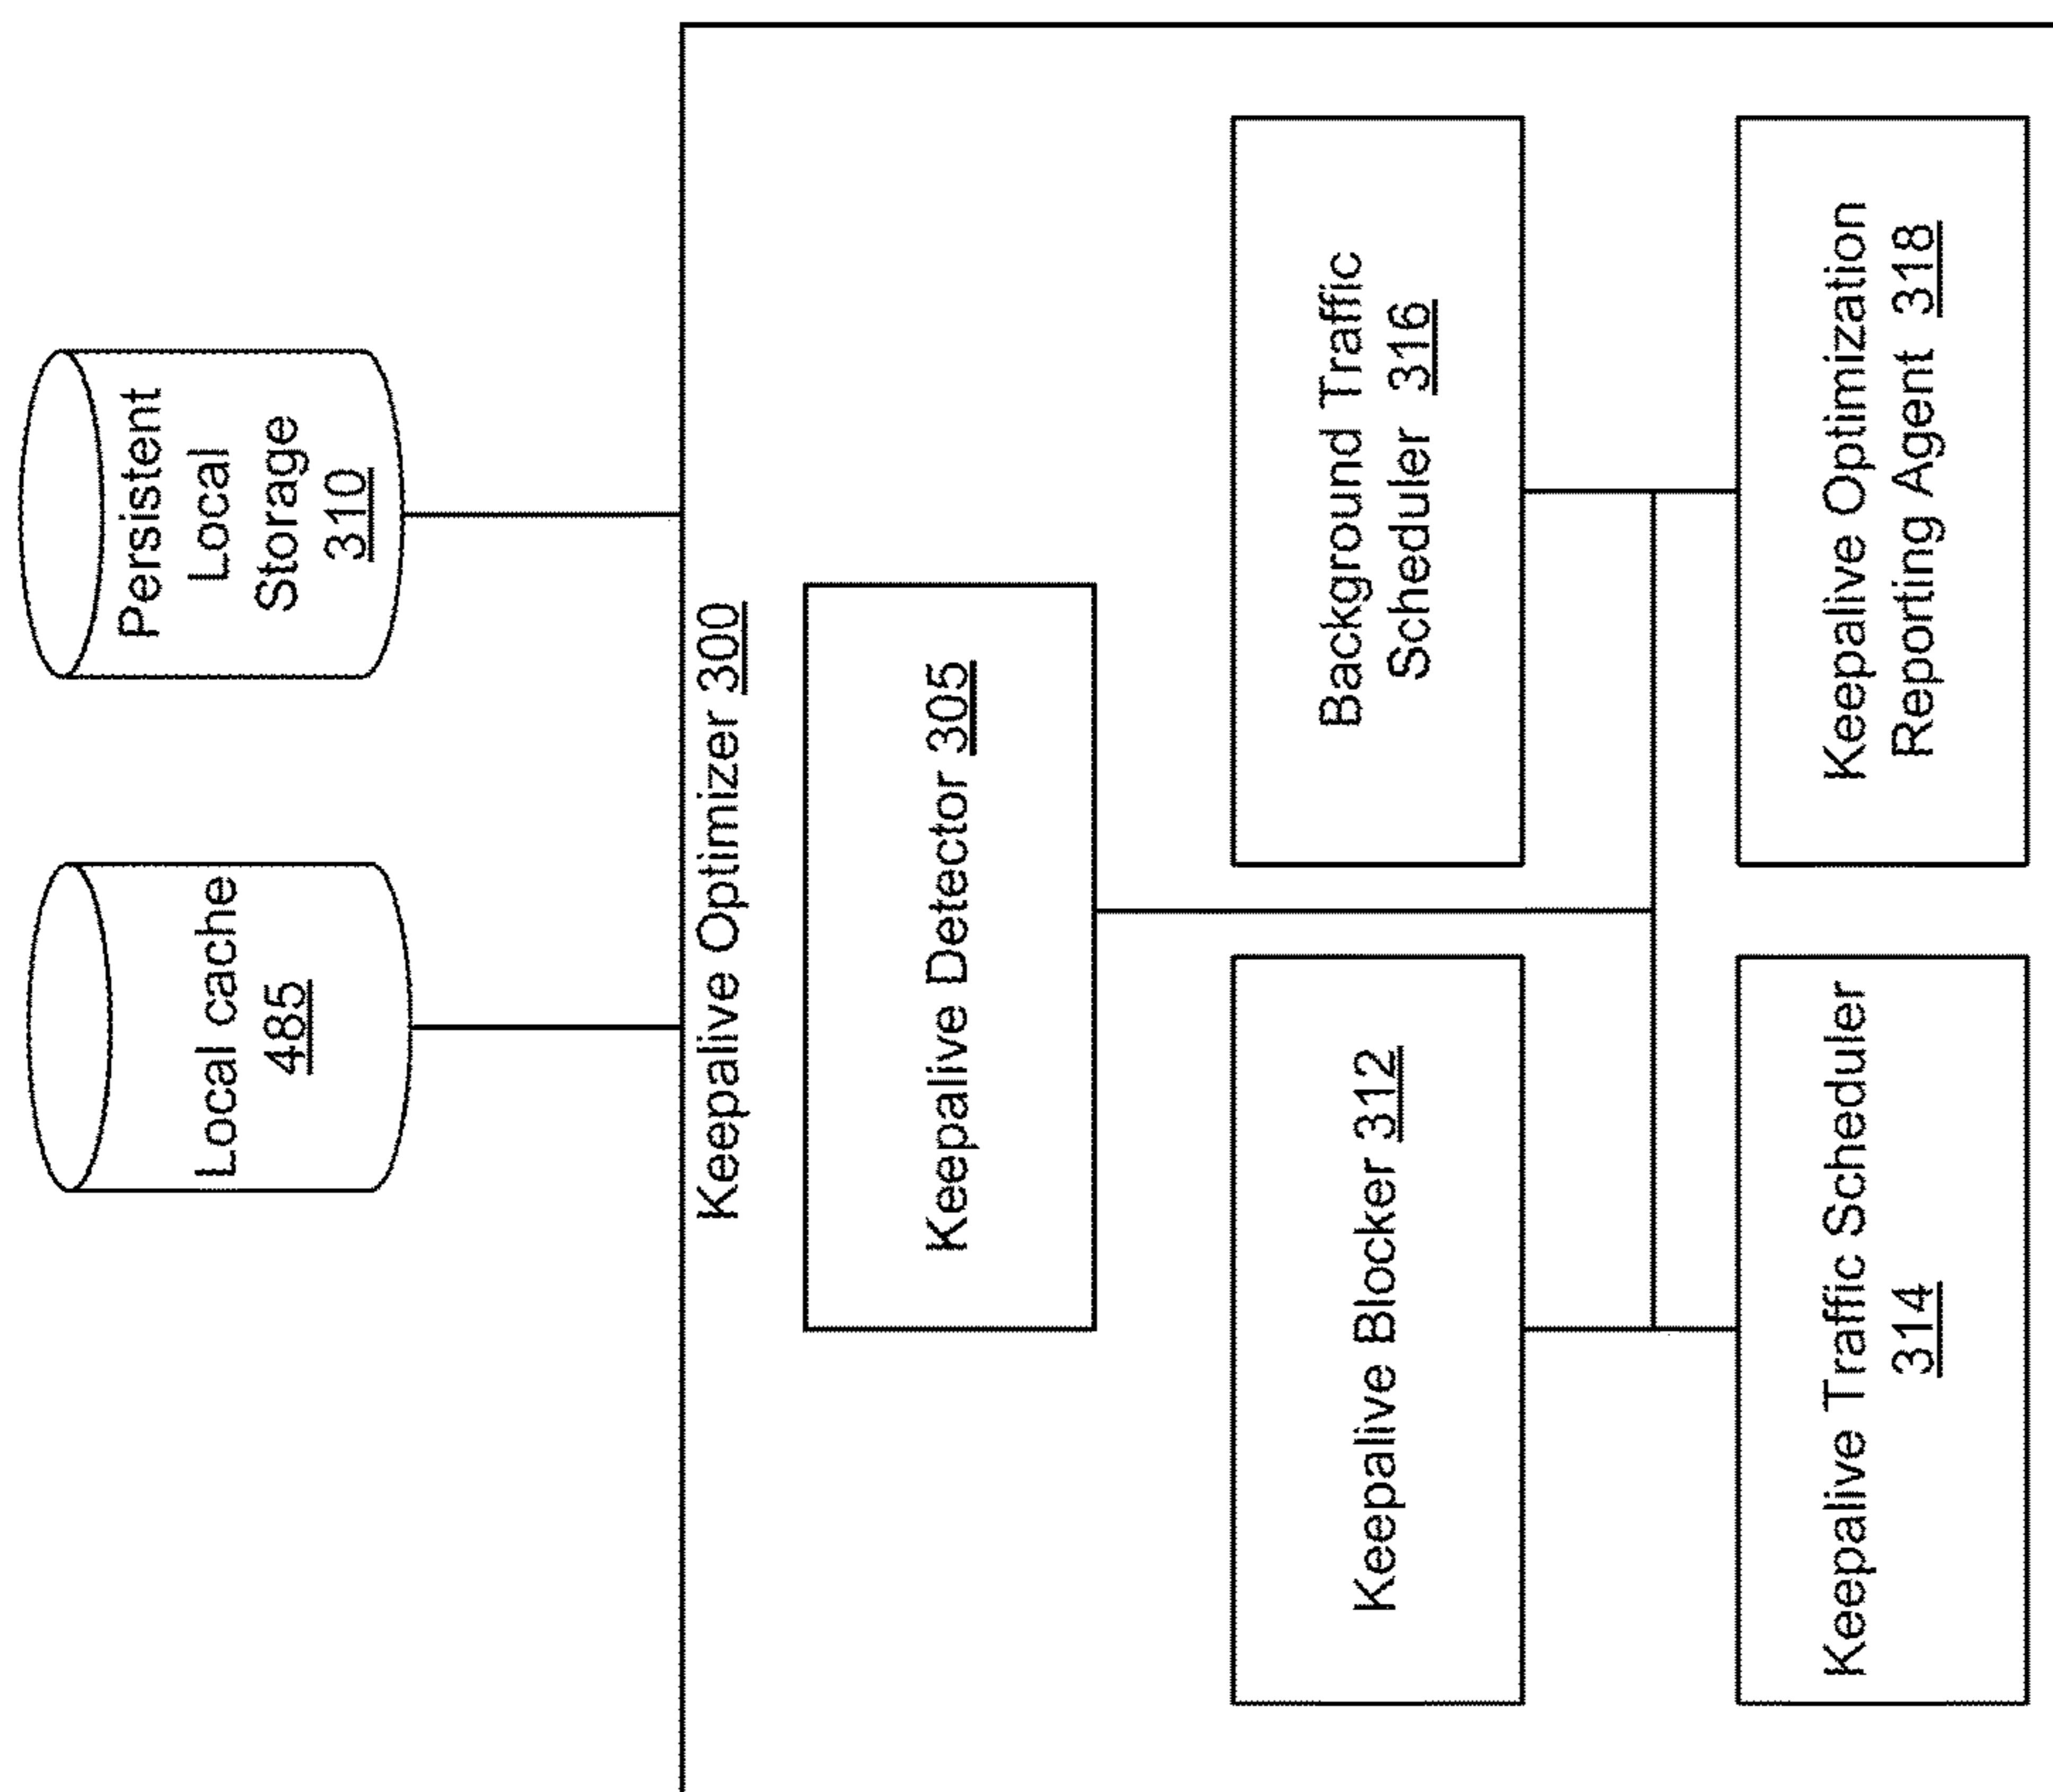 Local cache
485
Persistent
Local
Storage
310
Keepalive Optimizer 300
Keepalive Detector 305
Keepalive Blocker 312
Background Traffic
Scheduler 316
Keepalive Traffic Scheduler
314
Keepalive Optimization
Reporting Agent 318